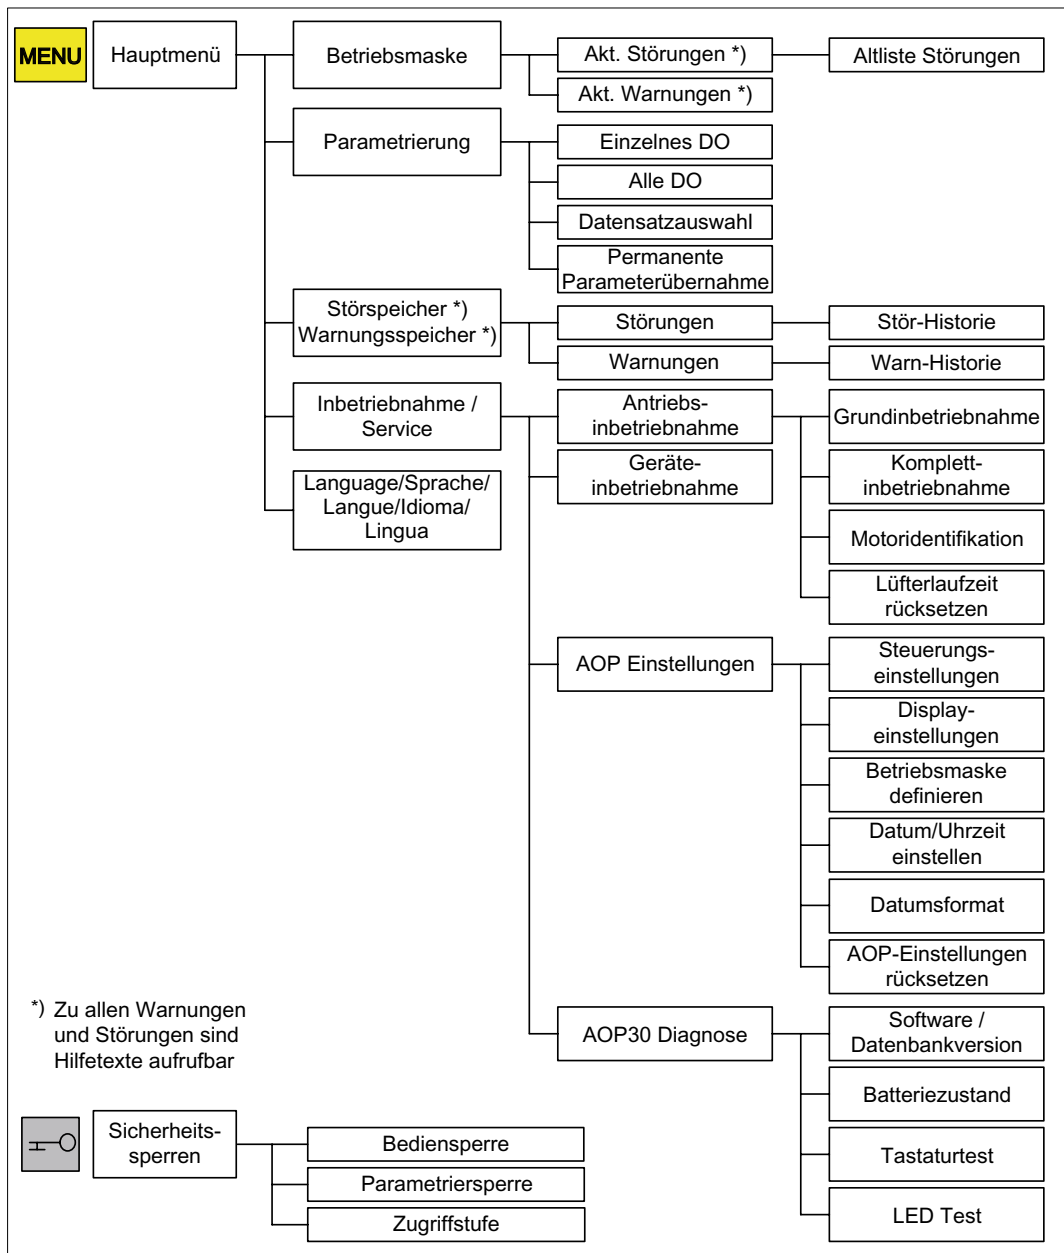 MENU
Hauptmenü
Betriebsmaske
Akt. Störungen *)
Altliste Störungen
Akt. Warnungen *)
Parametrierung
Einzelnes DO
Alle DO
Datensatzauswahl
Permanente
Parameterübernahme
Störspeicher *)
Warnungsspeicher *)
Störungen
Stör-Historie
Warnungen
Warn-Historie
Inbetriebnahme /
Service
Antriebs-
inbetriebnahme
Grundinbetriebnahme
Geräte-
inbetriebnahme
Komplett-
inbetriebnahme
Language/Sprache/
Langue/Idioma/
Lingua
Motoridentifikation
Lüfterlaufzeit
rücksetzen
AOP Einstellungen
Steuerungs-
einstellungen
Display-
einstellungen
Betriebsmaske
definieren
Datum/Uhrzeit
einstellen
Datumsformat
AOP-Einstellungen
rücksetzen
*) Zu allen Warnungen
und Störungen sind
Hilfetexte aufrufbar
AOP30 Diagnose
Software /
Datenbankversion
Batteriezustand
Tastaturtest
LED Test
Sicherheits-
sperren
Bediensperre
Parametriersperre
Zugriffstufe